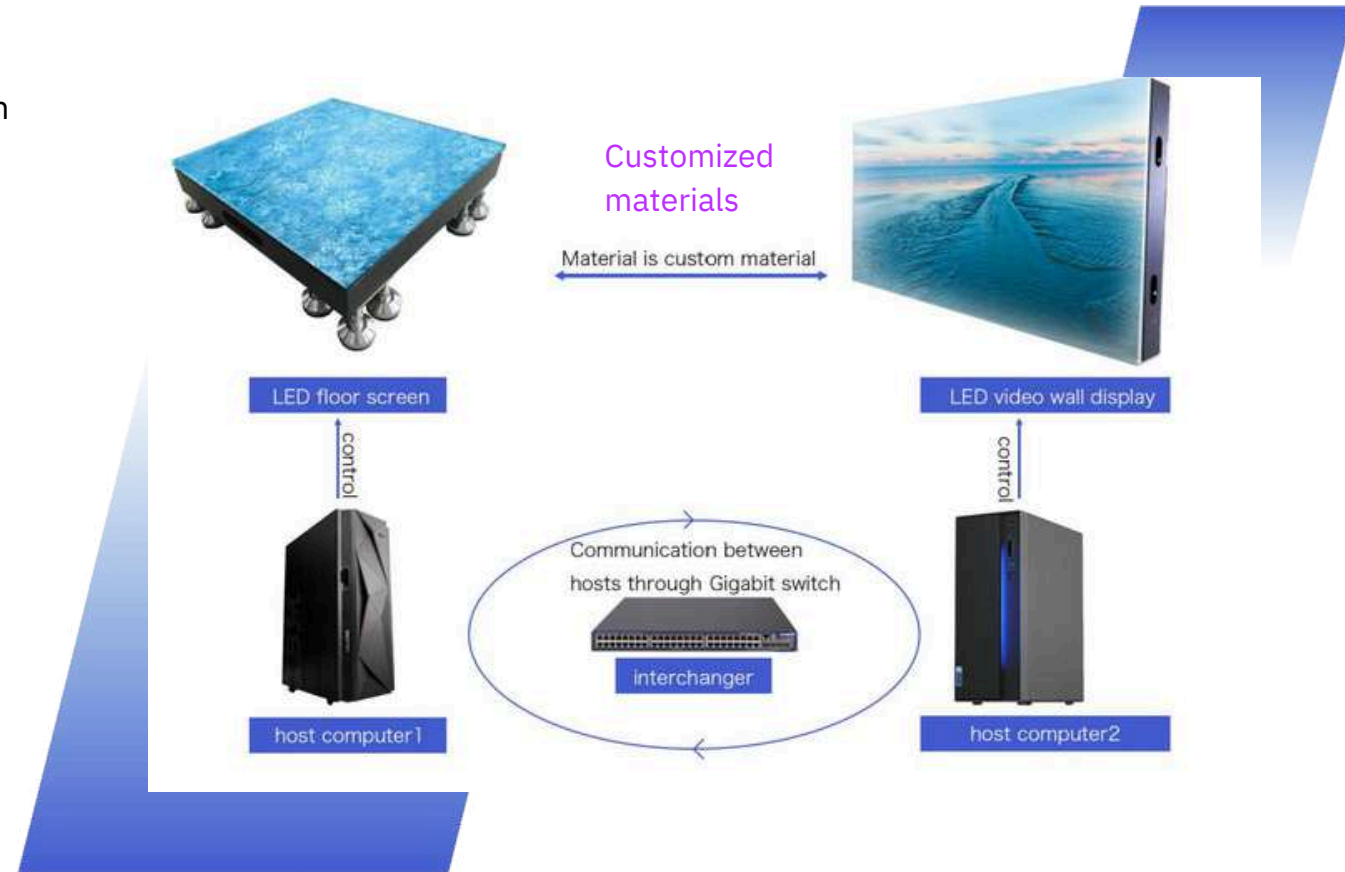 n
Customized
materials
Material is custom material
LED floor screen
LED video wall display
control
control
Communication between
hosts through Gigabit switch
interchanger
host computer1
host computer2